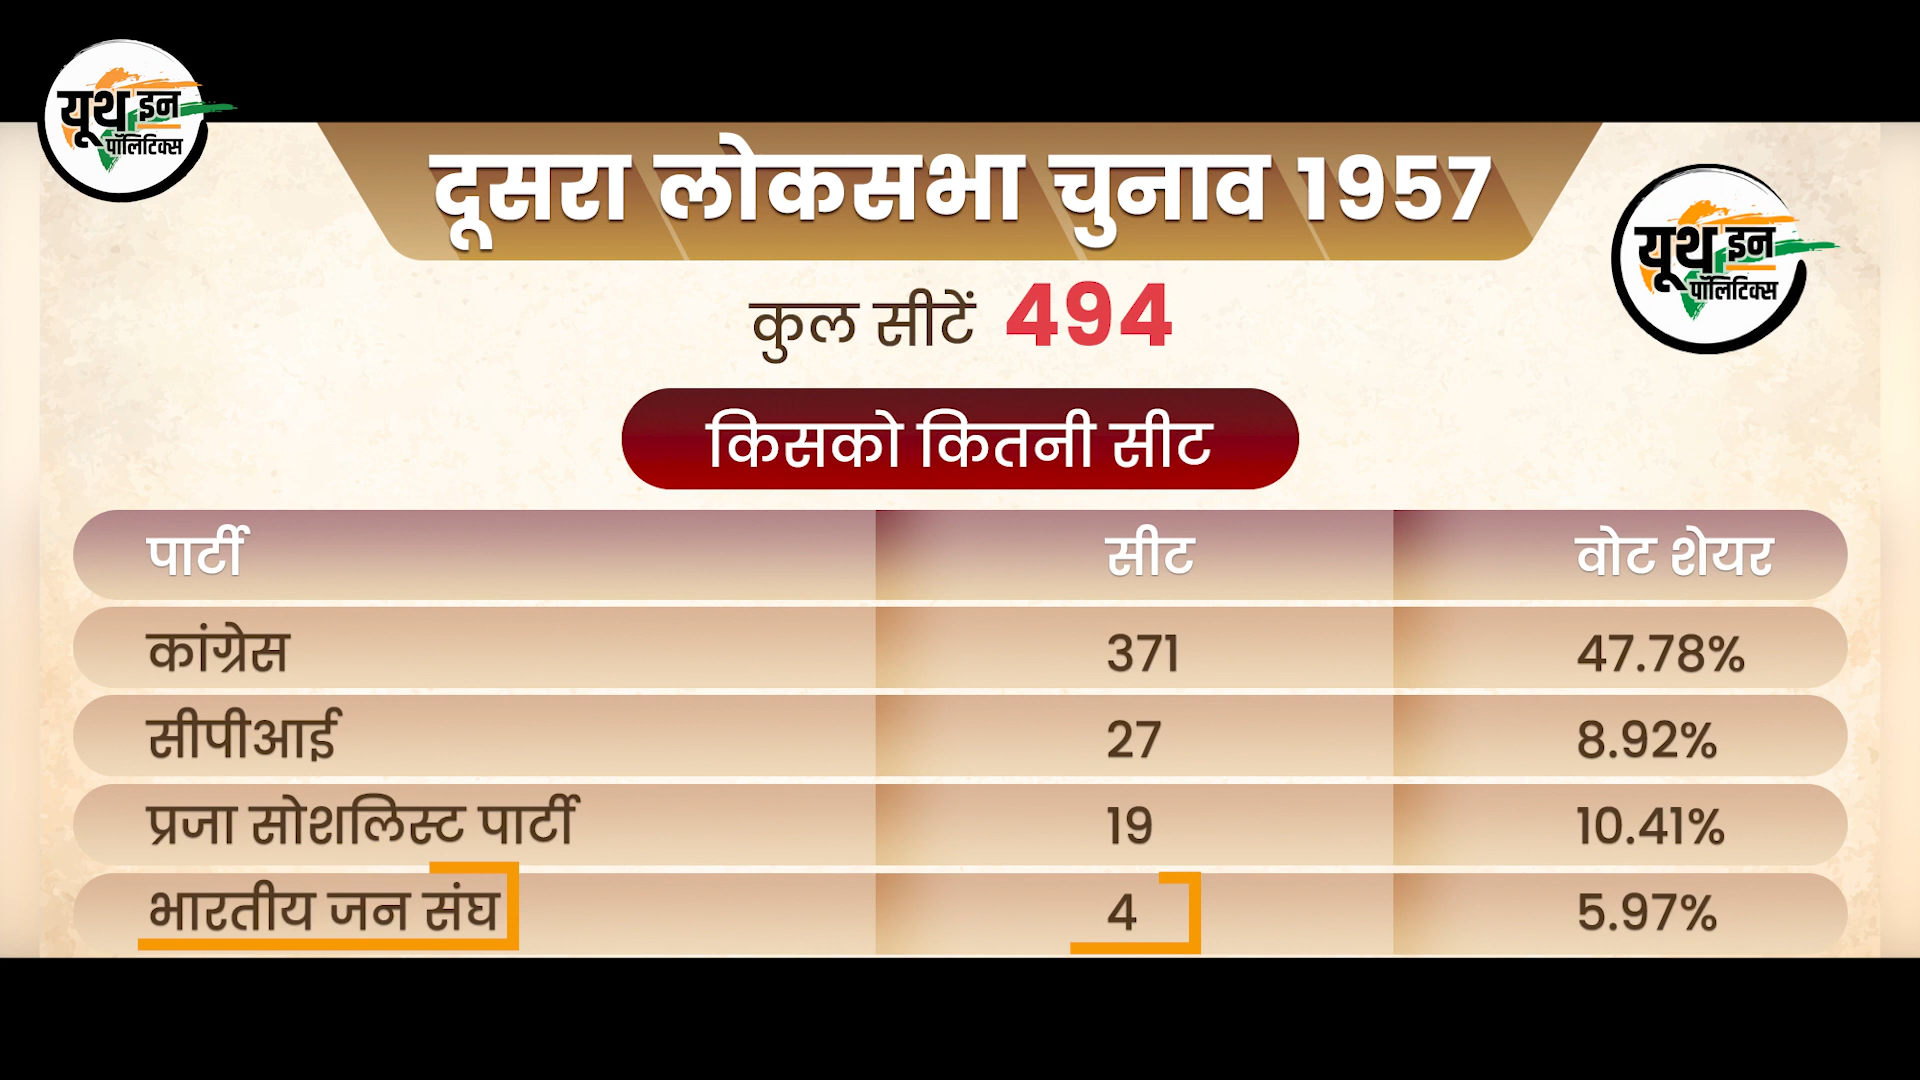 यूथ इन
पॉलिटिक्स
दूसरा लोकसभा चुनाव 1957
यूथ इन
पॉलिटिक्स
कुल सीटें 494
किसको कितनी सीट
पार्टी सीट वोट शेयर
कांग्रेस 371 47.78%
सीपीआई 27 8.92%
प्रजा सोशलिस्ट पार्टी 19 10.41%
भारतीय जन संघ 4 5.97%